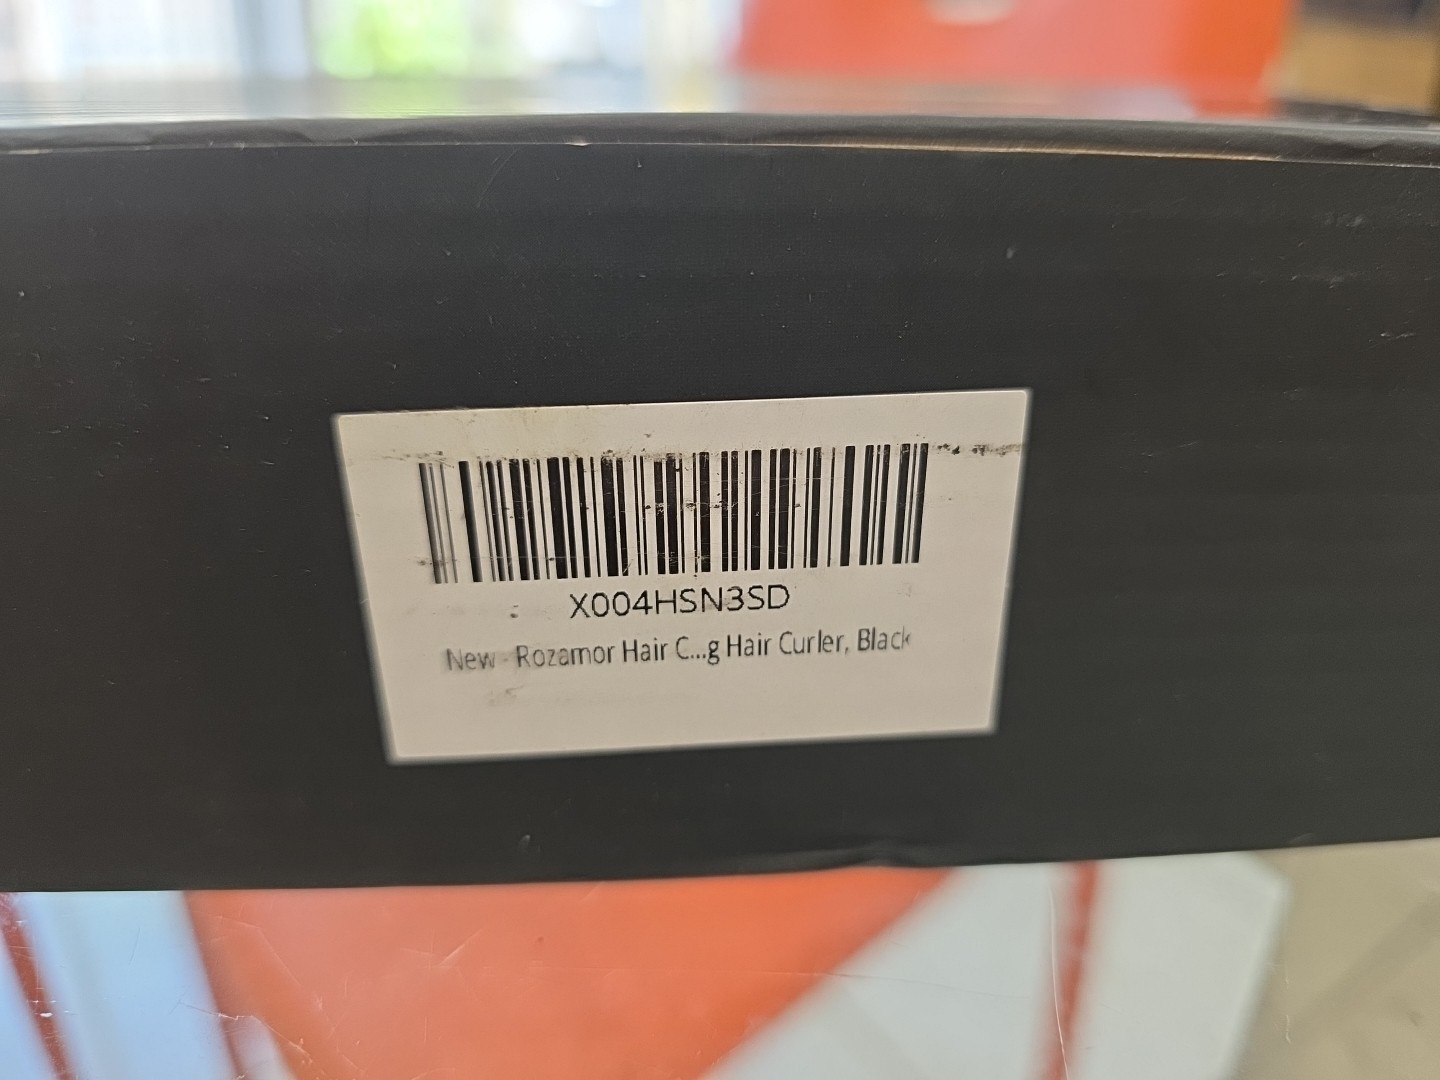 X004HSN3SD
New - Rozamor Hair C...g Hair Curler, Black